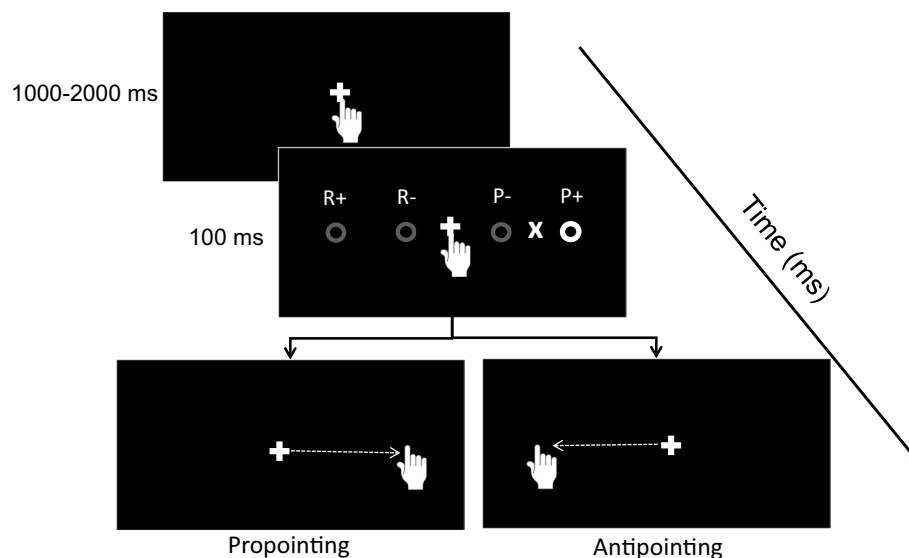 1000-2000 ms
R+ R- P- X P+
100 ms
Time (ms)
Propointing Antipointing